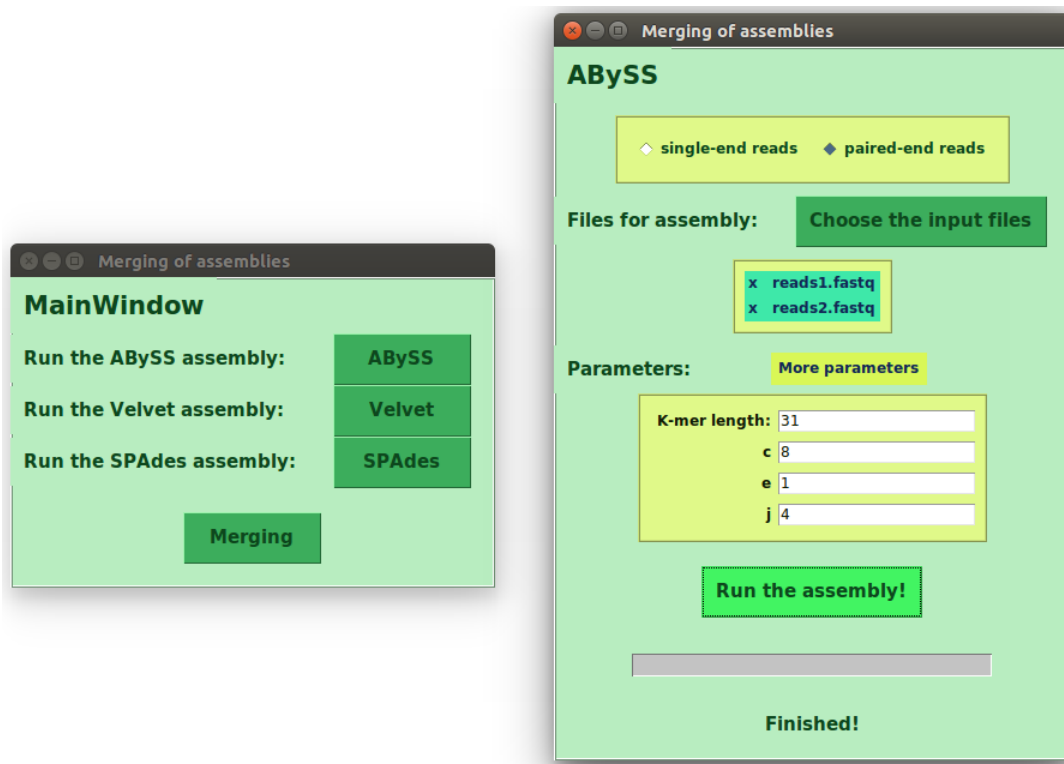 Merging of assemblies
MainWindow
Run the ABySS assembly: ABySS
Run the Velvet assembly: Velvet
Run the SPAdes assembly: SPAdes
Merging
Merging of assemblies
ABySS
single-end reads paired-end reads
Files for assembly: Choose the input files
x reads1.fastq
x reads2.fastq
Parameters: More parameters
K-mer length: 31
c 8
e 1
j 4
Run the assembly!
Finished!